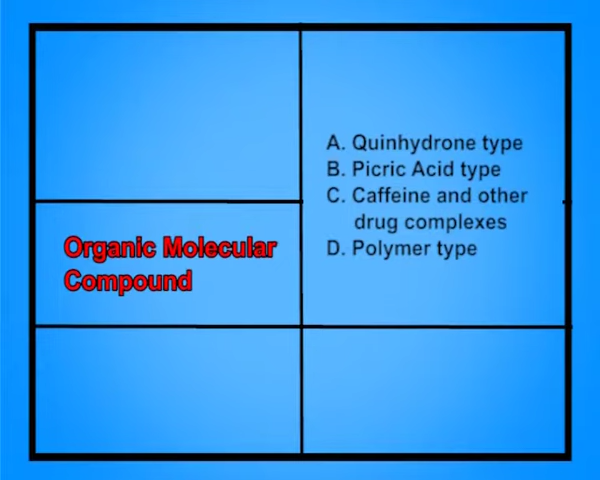 Organic Molecular
Compound
A. Quinhydrone type
B. Picric Acid type
C. Caffeine and other
drug complexes
D. Polymer type